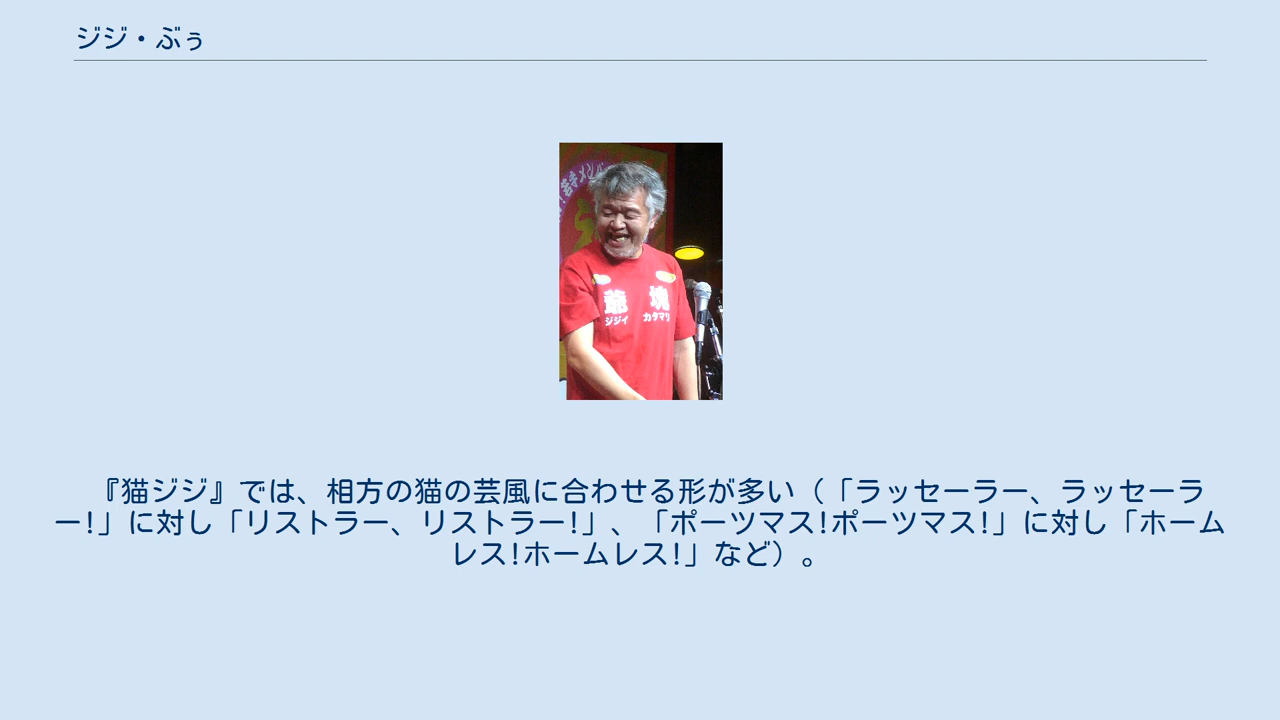 ジジ・ぶぅ
爺 塊
ジジィ カタマリ
『猫ジジ』では、相方の猫の芸風に合わせる形が多い（「ラッセーラー、ラッセーラ
ー!」に対し「リストラー、リストラー!」、「ポーツマス!ポーツマス!」に対し「ホーム
レス!ホームレス!」など）。